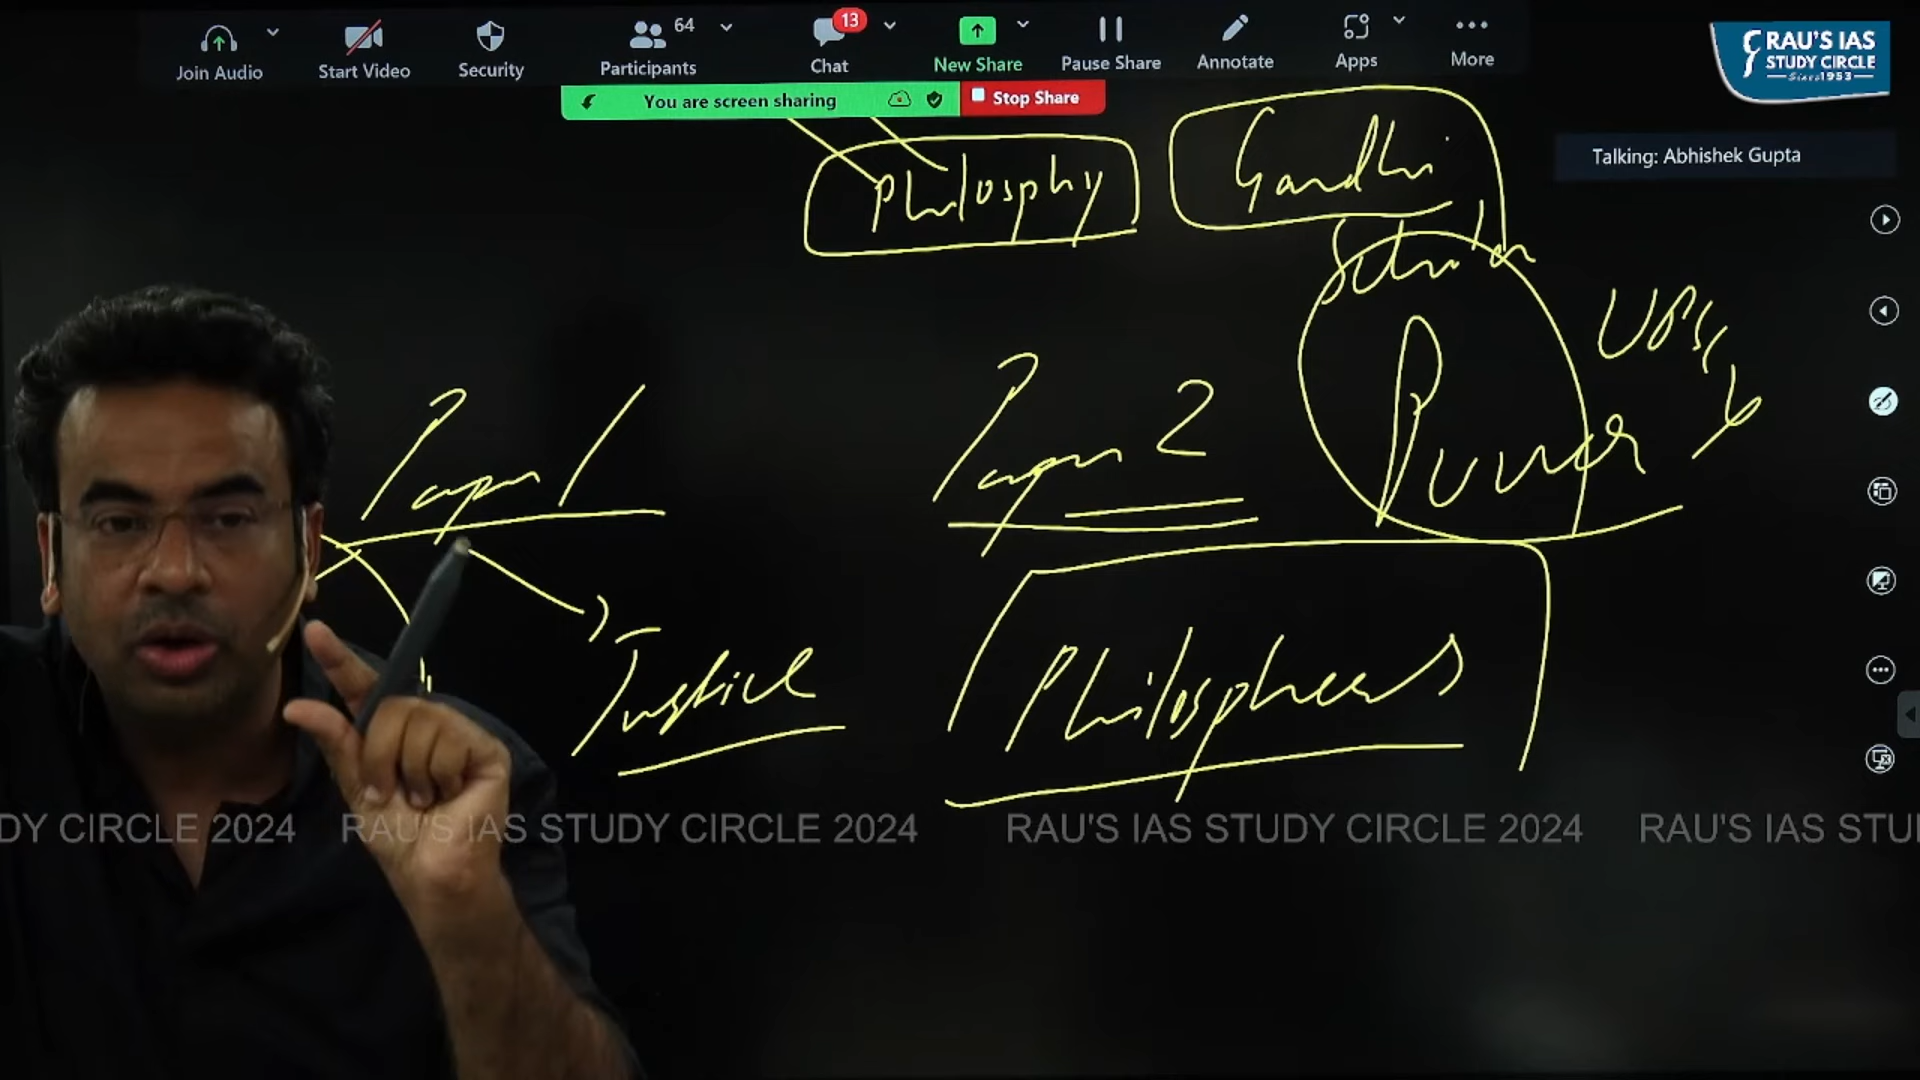 Join Audio
Start Video
Security
Participants 64
Chat 13
New Share
Pause Share
Annotate
Apps
More
RAU'S IAS
STUDY CIRCLE
Since 1953
You are screen sharing
Stop Share
Talking: Abhishek Gupta
Philosphy
Gandhi
UPSC
Paper 1
Paper 2
Justice
Philosphers
DY CIRCLE 2024 RAU'S IAS STUDY CIRCLE 2024 RAU'S IAS STUDY CIRCLE 2024 RAU'S IAS STU